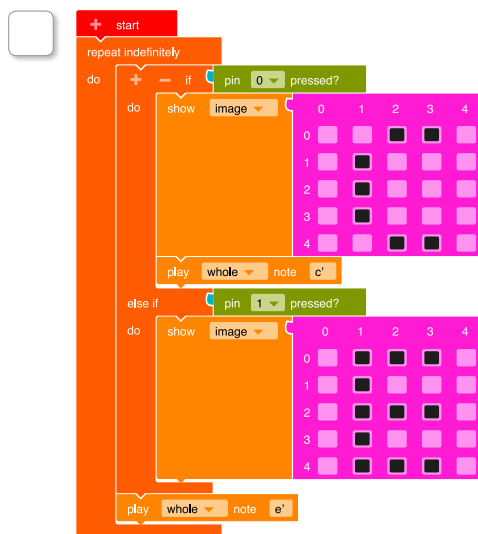 + start
repeat indefinitely
do + − if pin 0 pressed?
do show image 0 1 2 3 4
0
1
2
3
4
play whole note c'
else if pin 1 pressed?
do show image 0 1 2 3 4
0
1
2
3
4
play whole note e'